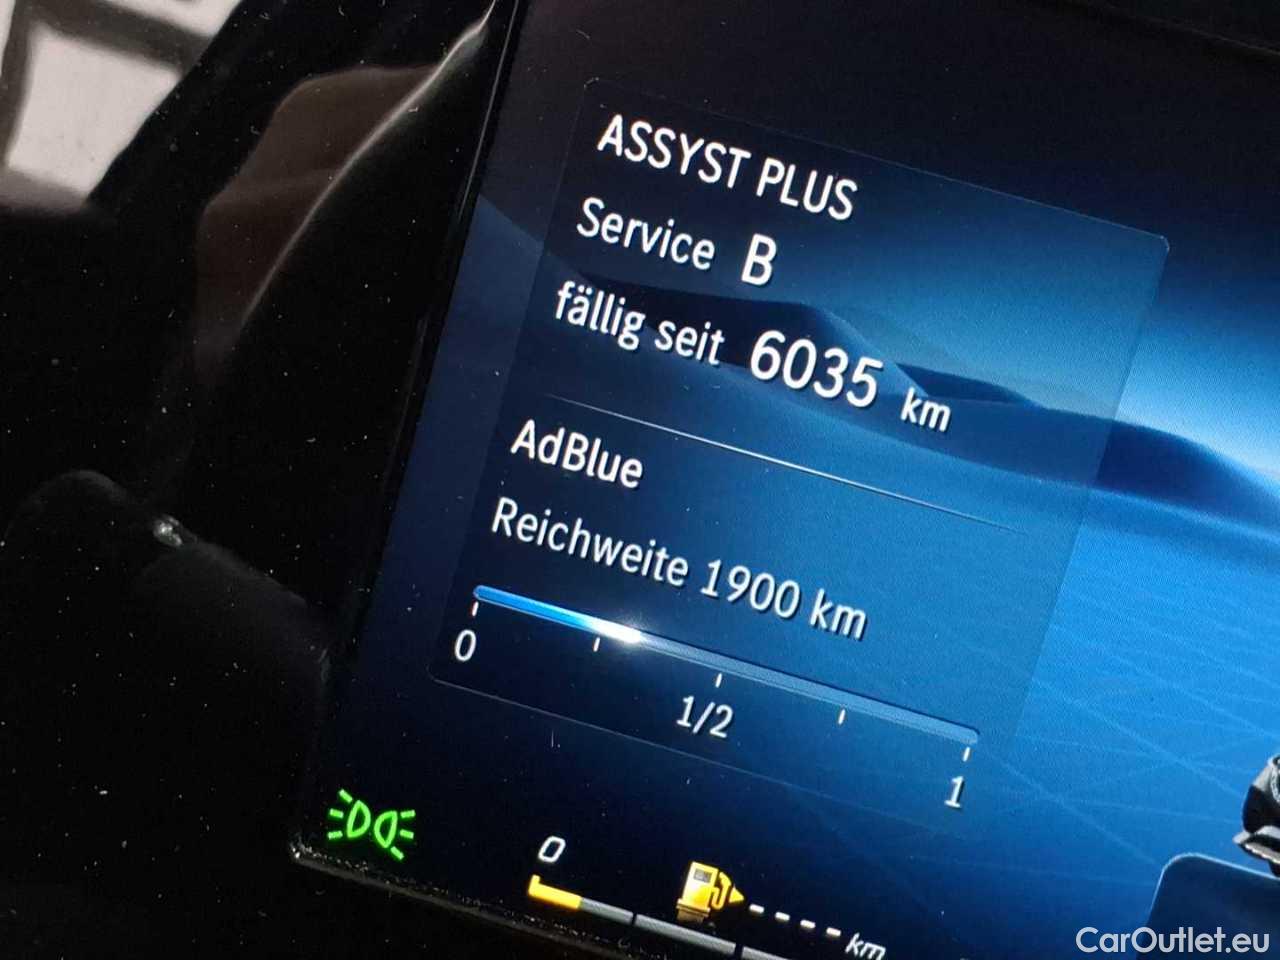 ASSYST PLUS
Service B
fällig seit 6035 km
AdBlue
Reichweite 1900 km
0 1/2 1
0 ---- km
CarOutlet.eu